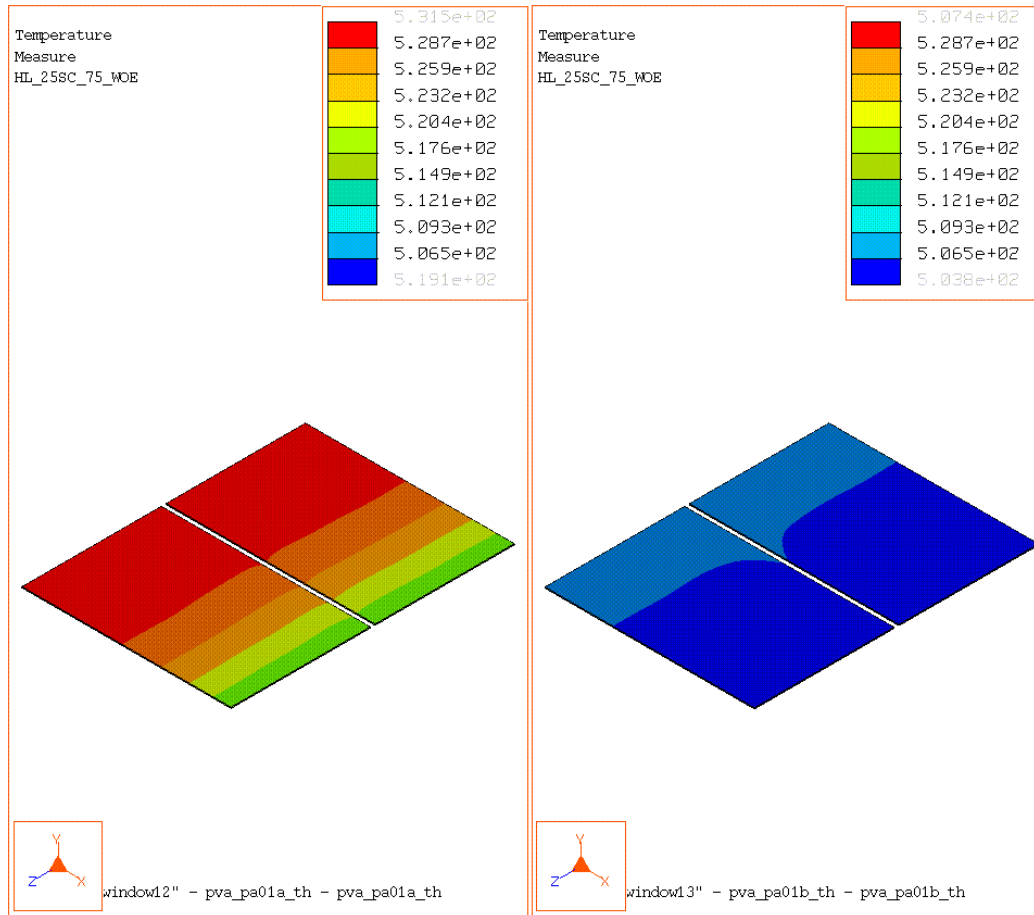 Temperature
Measure
HL_25SC_75_WOE
5.315e+02
5.287e+02
5.259e+02
5.232e+02
5.204e+02
5.176e+02
5.149e+02
5.121e+02
5.093e+02
5.065e+02
5.191e+02
Y
Z
X
window12" - pva_pa01a_th - pva_pa01a_th
Temperature
Measure
HL_25SC_75_WOE
5.074e+02
5.287e+02
5.259e+02
5.232e+02
5.204e+02
5.176e+02
5.149e+02
5.121e+02
5.093e+02
5.065e+02
5.038e+02
Y
Z
X
window13" - pva_pa01b_th - pva_pa01b_th